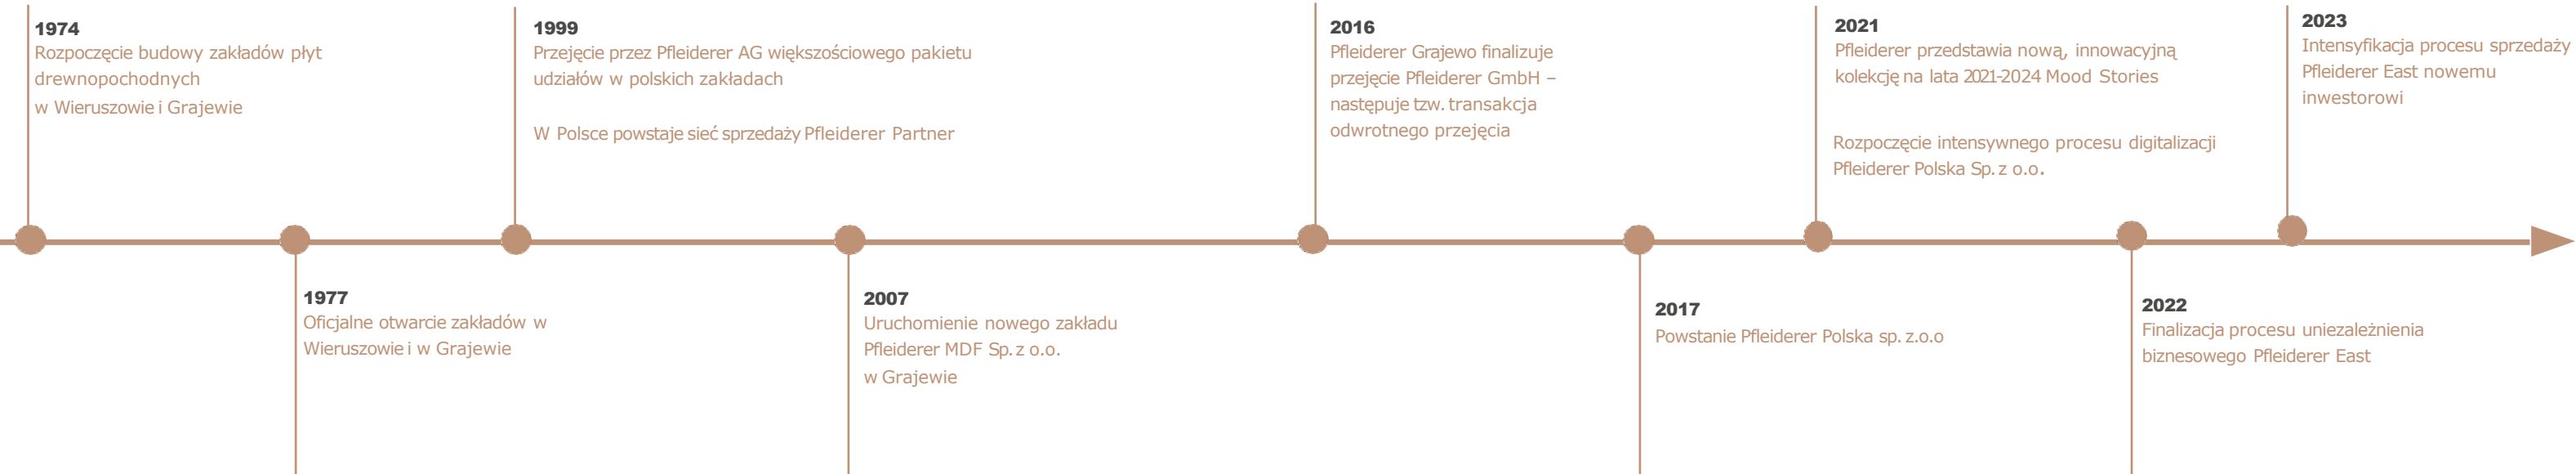 1974
Rozpoczęcie budowy zakładów płyt
drewnopochodnych
w Wieruszowie i Grajewie
1977
Oficjalne otwarcie zakładów w
Wieruszowie i w Grajewie
1999
Przejęcie przez Pfleiderer AG większościowego pakietu
udziałów w polskich zakładach
W Polsce powstaje sieć sprzedaży Pfleiderer Partner
2007
Uruchomienie nowego zakładu
Pfleiderer MDF Sp. z o.o.
w Grajewie
2016
Pfleiderer Grajewo finalizuje
przejęcie Pfleiderer GmbH –
następuje tzw. transakcja
odwrotnego przejęcia
2017
Powstanie Pfleiderer Polska sp. z.o.o
2021
Pfleiderer przedstawia nową, innowacyjną
kolekcję na lata 2021-2024 Mood Stories
Rozpoczęcie intensywnego procesu digitalizacji
Pfleiderer Polska Sp. z o.o.
2022
Finalizacja procesu uniezależnienia
biznesowego Pfleiderer East
2023
Intensyfikacja procesu sprzedaży
Pfleiderer East nowemu
inwestorowi